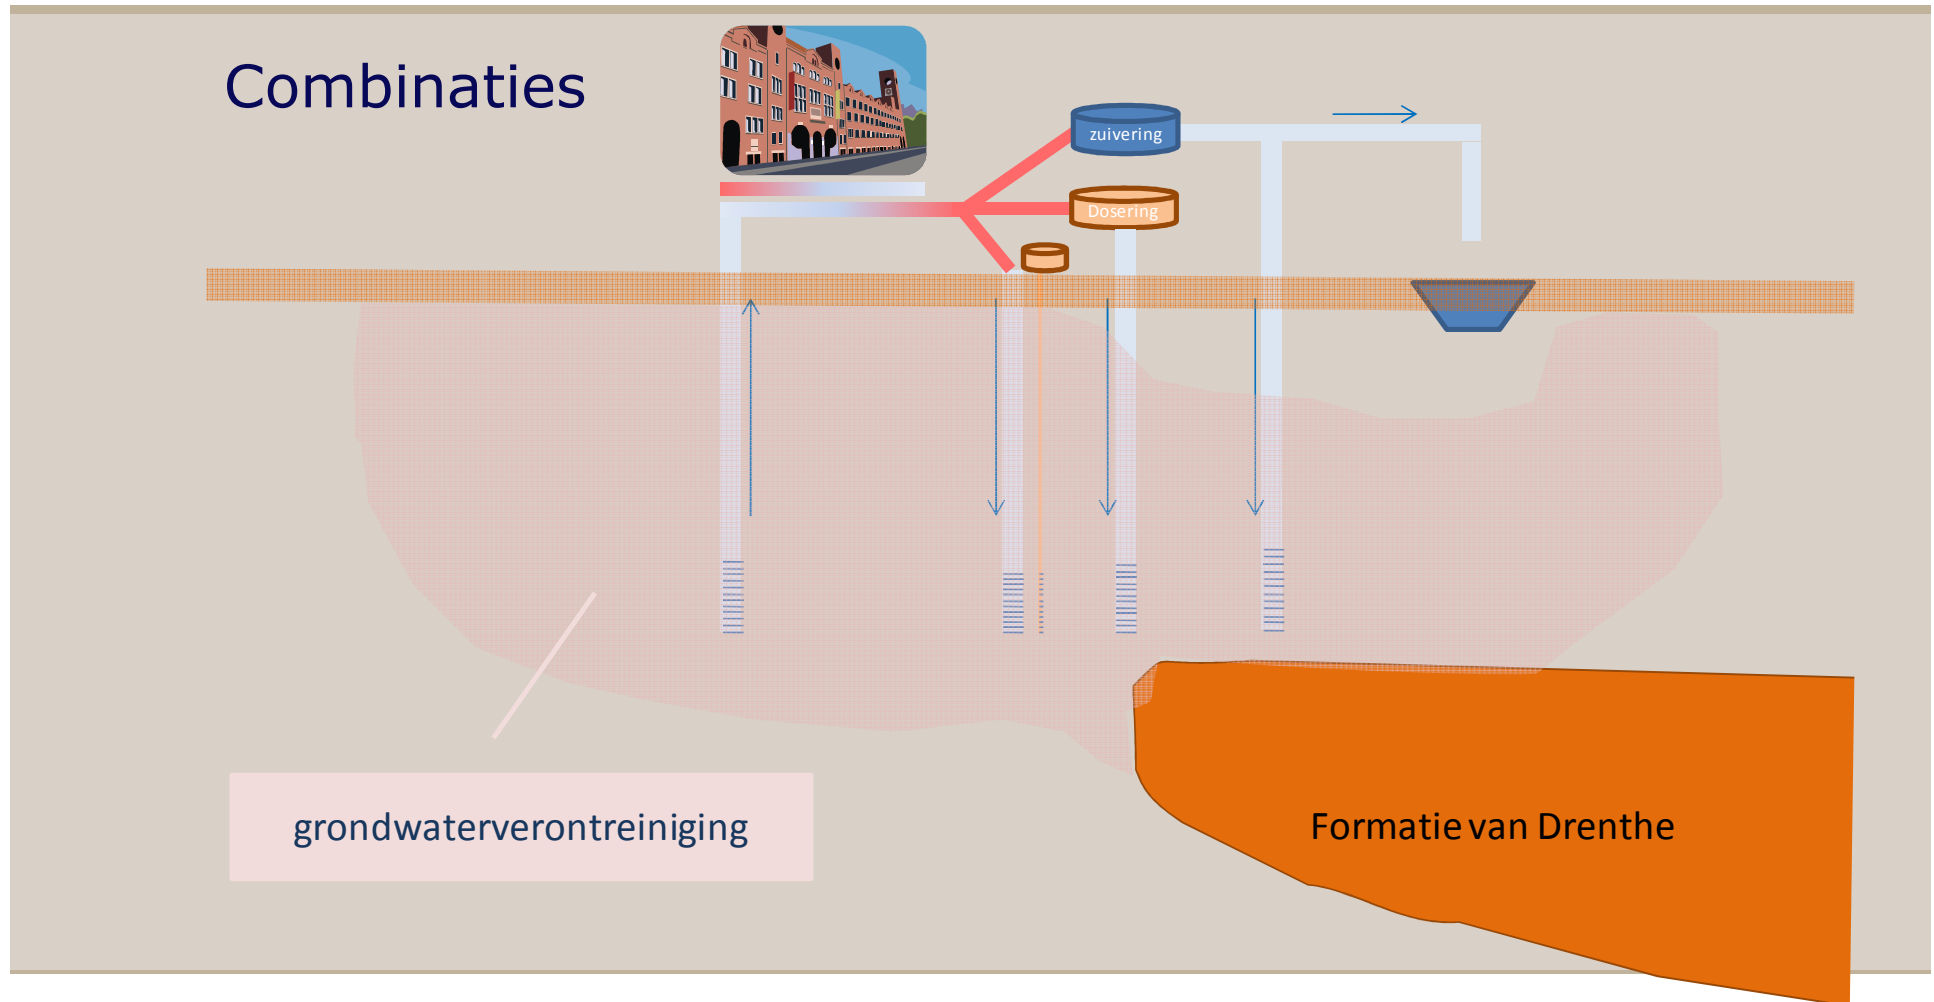 Combinaties
zuivering
Dosering
grondwaterverontreiniging
Formatie van Drenthe